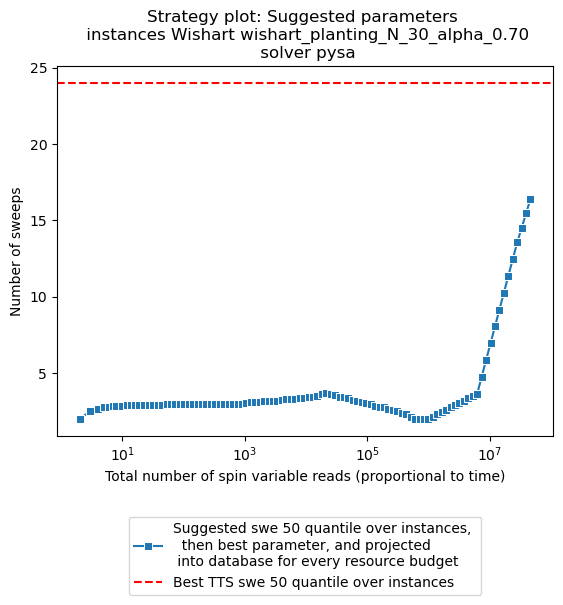 Strategy plot: Suggested parameters
instances Wishart wishart_planting_N_30_alpha_0.70
solver pysa
25
20
15
10
5
Number of sweeps
10^1
10^3
10^5
10^7
Total number of spin variable reads (proportional to time)
Suggested swe 50 quantile over instances,
then best parameter, and projected
into database for every resource budget
Best TTS swe 50 quantile over instances